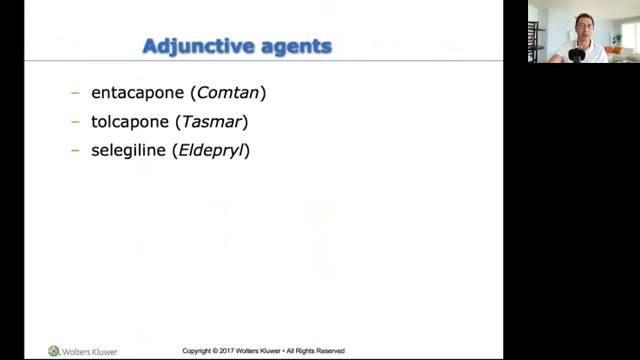 Adjunctive agents
– entacapone (Comtan)
– tolcapone (Tasmar)
– selegiline (Eldepryl)
Wolters Kluwer
Copyright © 2017 Wolters Kluwer • All Rights Reserved